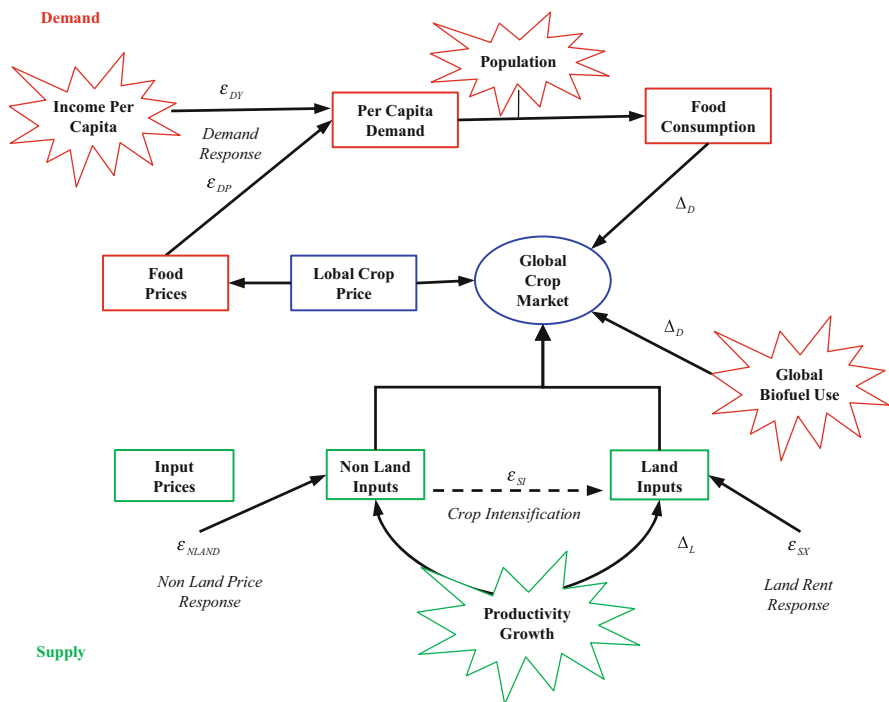 Demand
Population
ε_DY
Income Per
Capita
Per Capita
Demand
Food
Consumption
Demand
Response
ε_DP
Δ_D
Food
Prices
Lobal Crop
Price
Global
Crop
Market
Δ_D
Global
Biofuel Use
Input
Prices
Non Land
Inputs
ε_SI
Crop Intensification
Land
Inputs
ε_NLAND
Non Land Price
Response
Δ_L
ε_SX
Land Rent
Response
Productivity
Growth
Supply